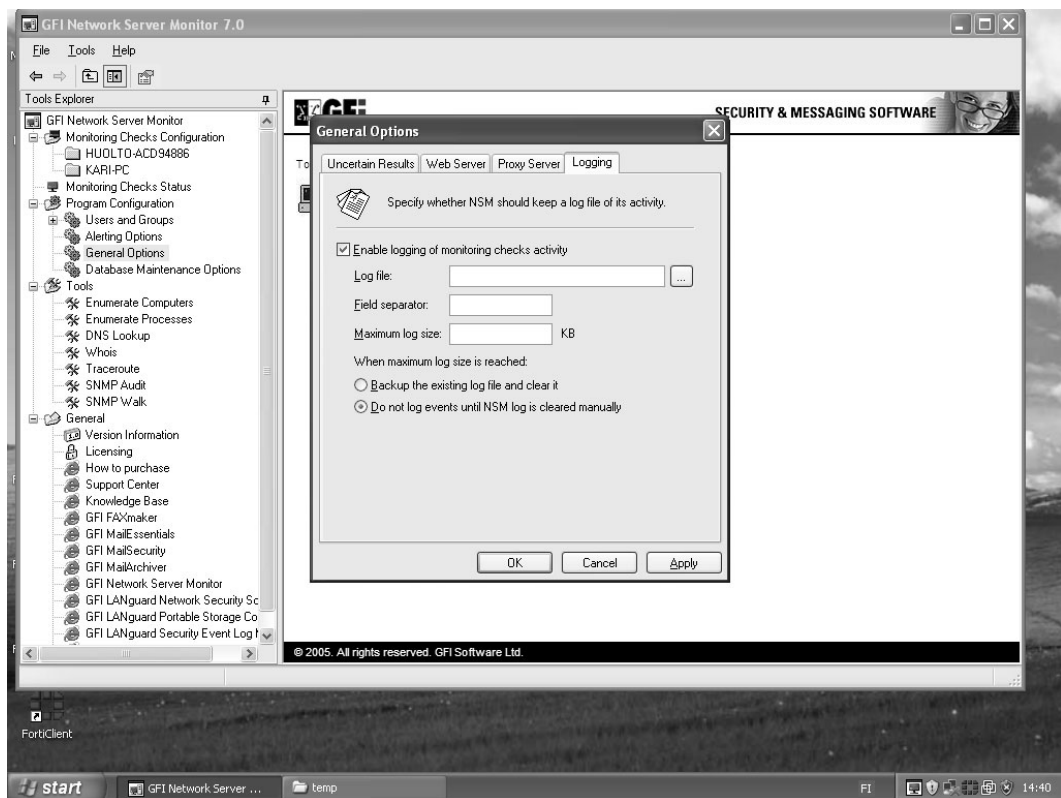 GFI Network Server Monitor 7.0
File Tools Help
Tools Explorer
GFI Network Server Monitor
Monitoring Checks Configuration
HUOLTO-ACD94886
KARI-PC
Monitoring Checks Status
Program Configuration
Users and Groups
Alerting Options
General Options
Database Maintenance Options
Tools
Enumerate Computers
Enumerate Processes
DNS Lookup
Whois
Traceroute
SNMP Audit
SNMP Walk
General
Version Information
Licensing
How to purchase
Support Center
Knowledge Base
GFI FAXmaker
GFI MailEssentials
GFI MailSecurity
GFI MailArchiver
GFI Network Server Monitor
GFI LANguard Network Security Sc
GFI LANguard Portable Storage Co
GFI LANguard Security Event Log
GFI
SECURITY & MESSAGING SOFTWARE
To
General Options
Uncertain Results Web Server Proxy Server Logging
Specify whether NSM should keep a log file of its activity.
Enable logging of monitoring checks activity
Log file: ...
Field separator:
Maximum log size: KB
When maximum log size is reached:
Backup the existing log file and clear it
Do not log events until NSM log is cleared manually
OK Cancel Apply
© 2005. All rights reserved. GFI Software Ltd.
FortiClient
start GFI Network Server ... temp FI 14:40